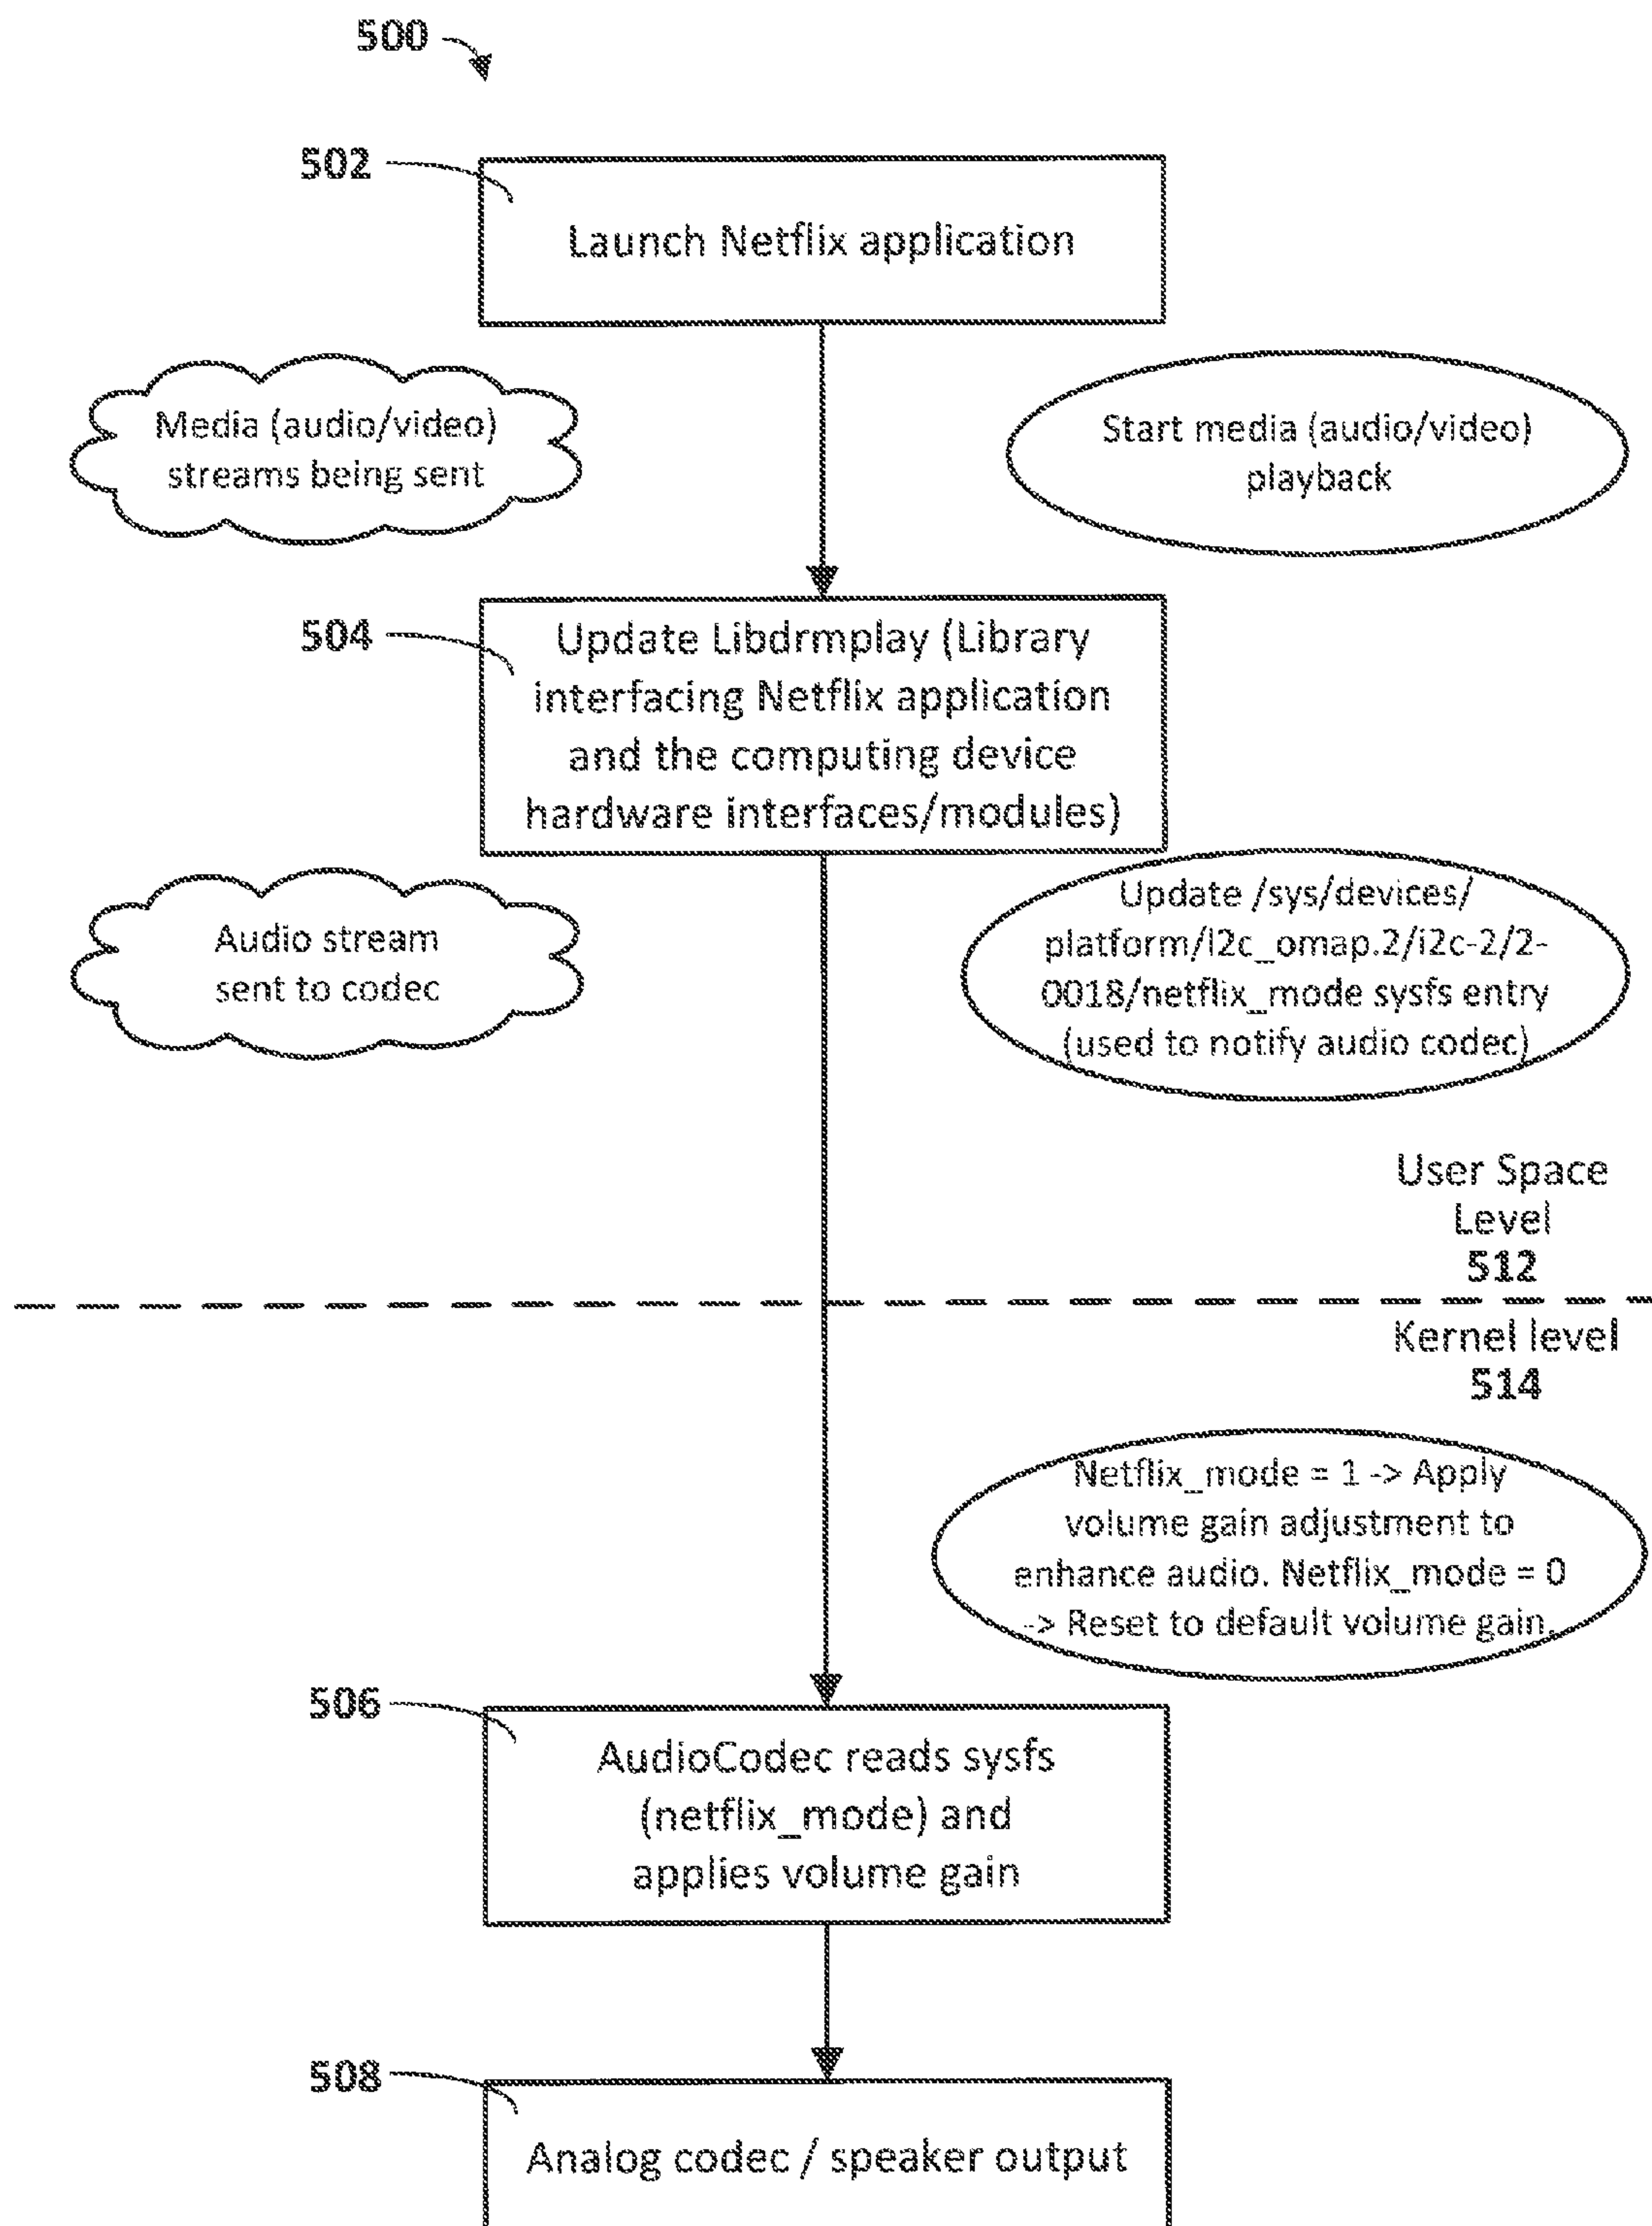 500
502
Launch Netflix application
Media (audio/video)
streams being sent
Start media (audio/video)
playback
504
Update Libdrmplay (Library
interfacing Netflix application
and the computing device
hardware interfaces/modules)
Audio stream
sent to codec
Update /sys/devices/
platform/I2c_omap.2/i2c-2/2-
0018/netflix_mode sysfs entry
(used to notify audio codec)
User Space
Level
512
Kernel level
514
Netflix_mode = 1 -> Apply
volume gain adjustment to
enhance audio. Netflix_mode = 0
-> Reset to default volume gain.
506
AudioCodec reads sysfs
(netflix_mode) and
applies volume gain
508
Analog codec / speaker output